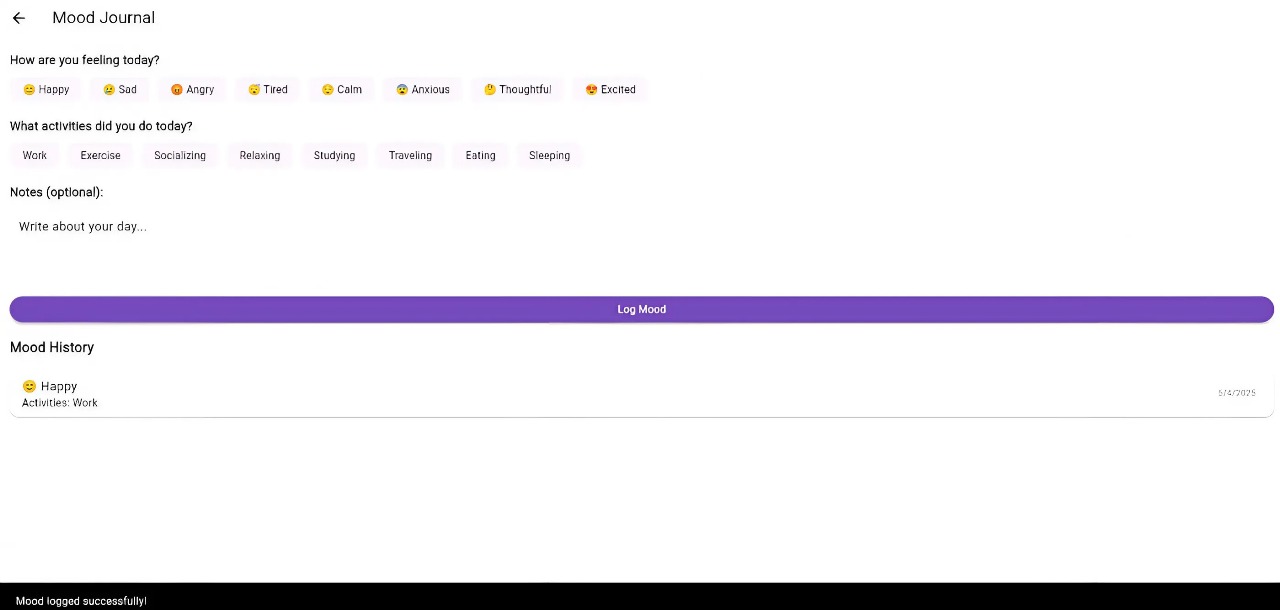 Mood Journal
How are you feeling today?
😊 Happy 😢 Sad 😡 Angry 😴 Tired 😌 Calm 😨 Anxious 🤔 Thoughtful 😍 Excited
What activities did you do today?
Work Exercise Socializing Relaxing Studying Traveling Eating Sleeping
Notes (optional):
Write about your day...
Log Mood
Mood History
😊 Happy
Activities: Work
5/4/2025
Mood logged successfully!